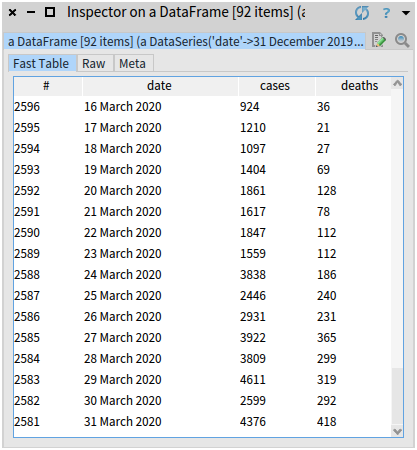 Inspector on a DataFrame [92 items] (a
a DataFrame [92 items] (a DataSeries('date'->31 December 2019...
Fast Table Raw Meta
# date cases deaths
2596 16 March 2020 924 36
2595 17 March 2020 1210 21
2594 18 March 2020 1097 27
2593 19 March 2020 1404 69
2592 20 March 2020 1861 128
2591 21 March 2020 1617 78
2590 22 March 2020 1847 112
2589 23 March 2020 1559 112
2588 24 March 2020 3838 186
2587 25 March 2020 2446 240
2586 26 March 2020 2931 231
2585 27 March 2020 3922 365
2584 28 March 2020 3809 299
2583 29 March 2020 4611 319
2582 30 March 2020 2599 292
2581 31 March 2020 4376 418